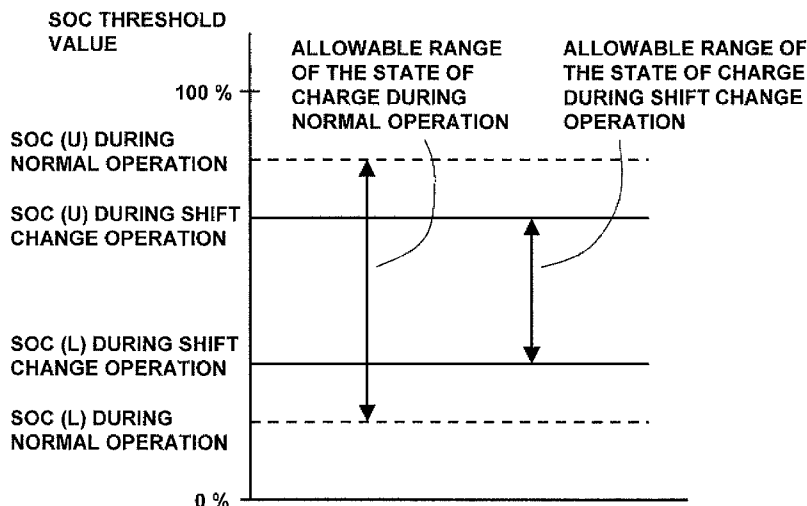 SOC THRESHOLD
VALUE
ALLOWABLE RANGE
OF THE STATE OF
CHARGE DURING
NORMAL OPERATION
ALLOWABLE RANGE OF
THE STATE OF CHARGE
DURING SHIFT CHANGE
OPERATION
100 %
SOC (U) DURING
NORMAL OPERATION
SOC (U) DURING SHIFT
CHANGE OPERATION
SOC (L) DURING SHIFT
CHANGE OPERATION
SOC (L) DURING
NORMAL OPERATION
0 %